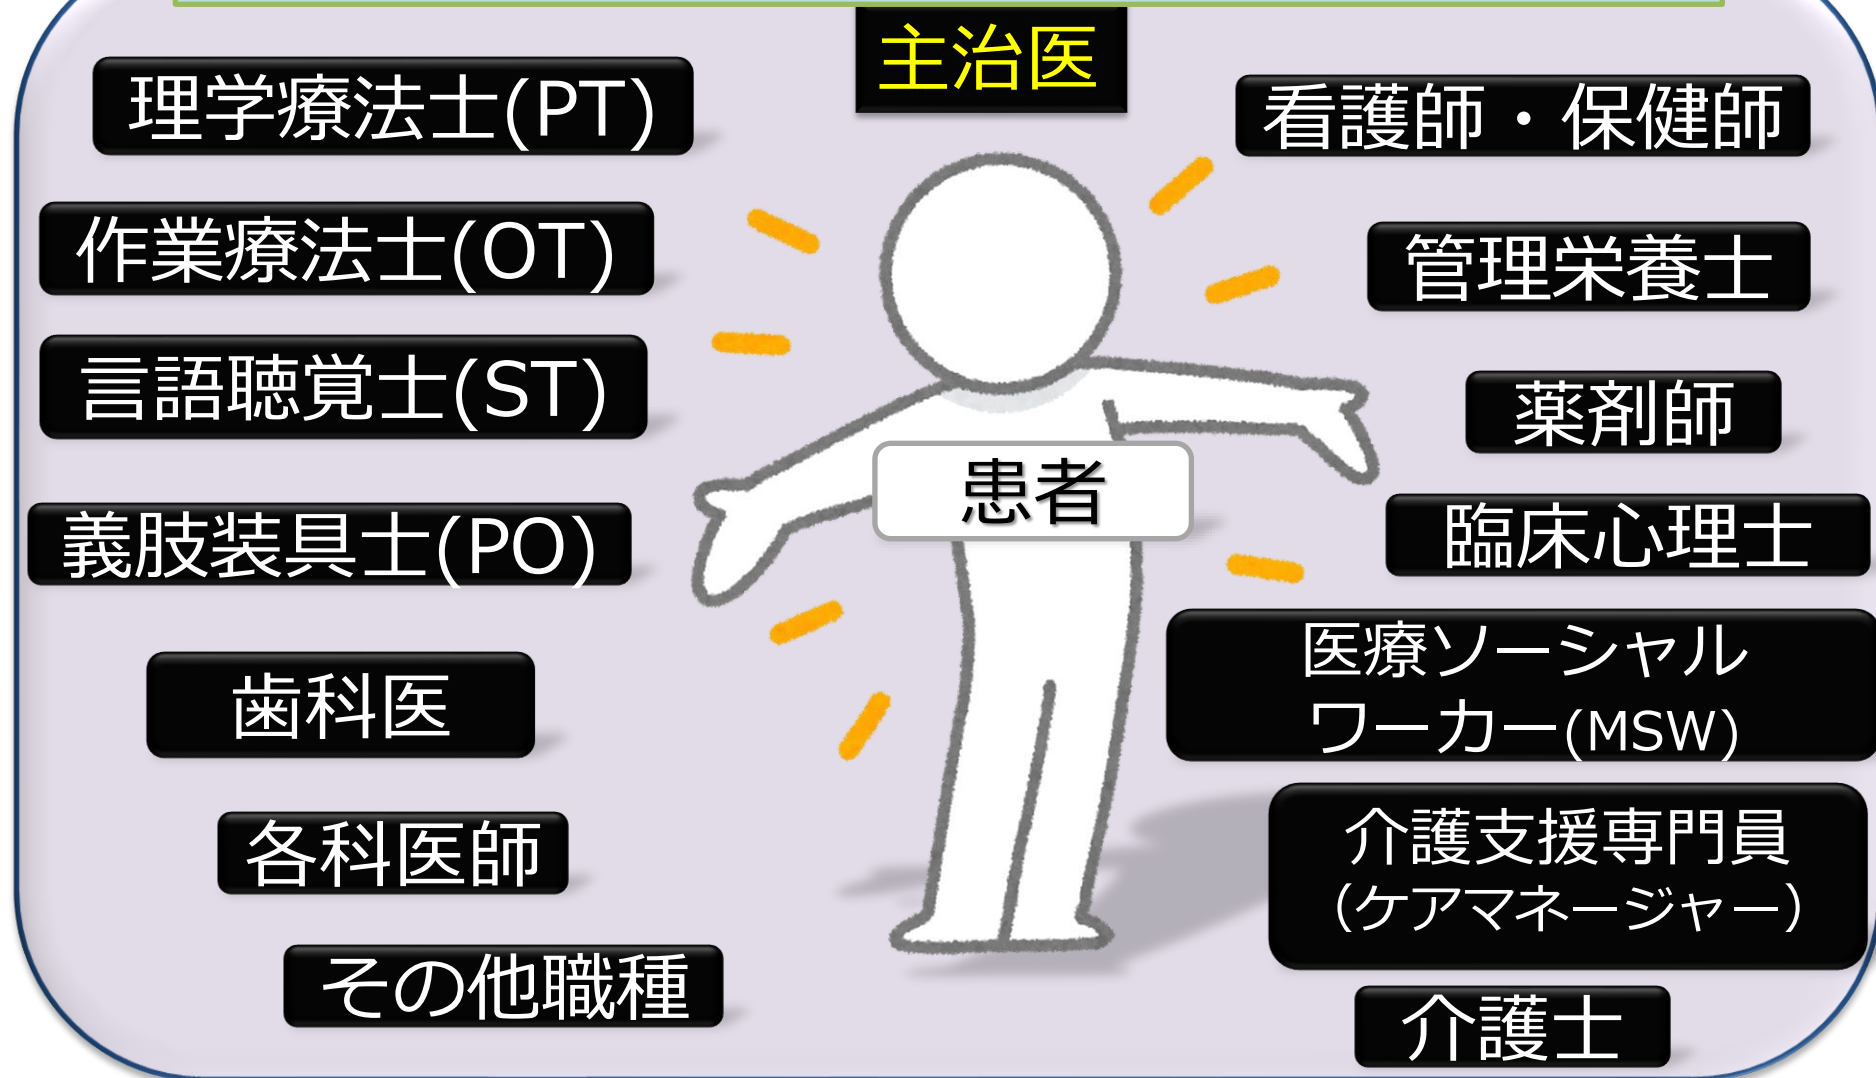 主治医
理学療法士(PT)
作業療法士(OT)
言語聴覚士(ST)
義肢装具士(PO)
歯科医
各科医師
その他職種
患者
看護師・保健師
管理栄養士
薬剤師
臨床心理士
医療ソーシャル
ワーカー(MSW)
介護支援専門員
(ケアマネージャー)
介護士